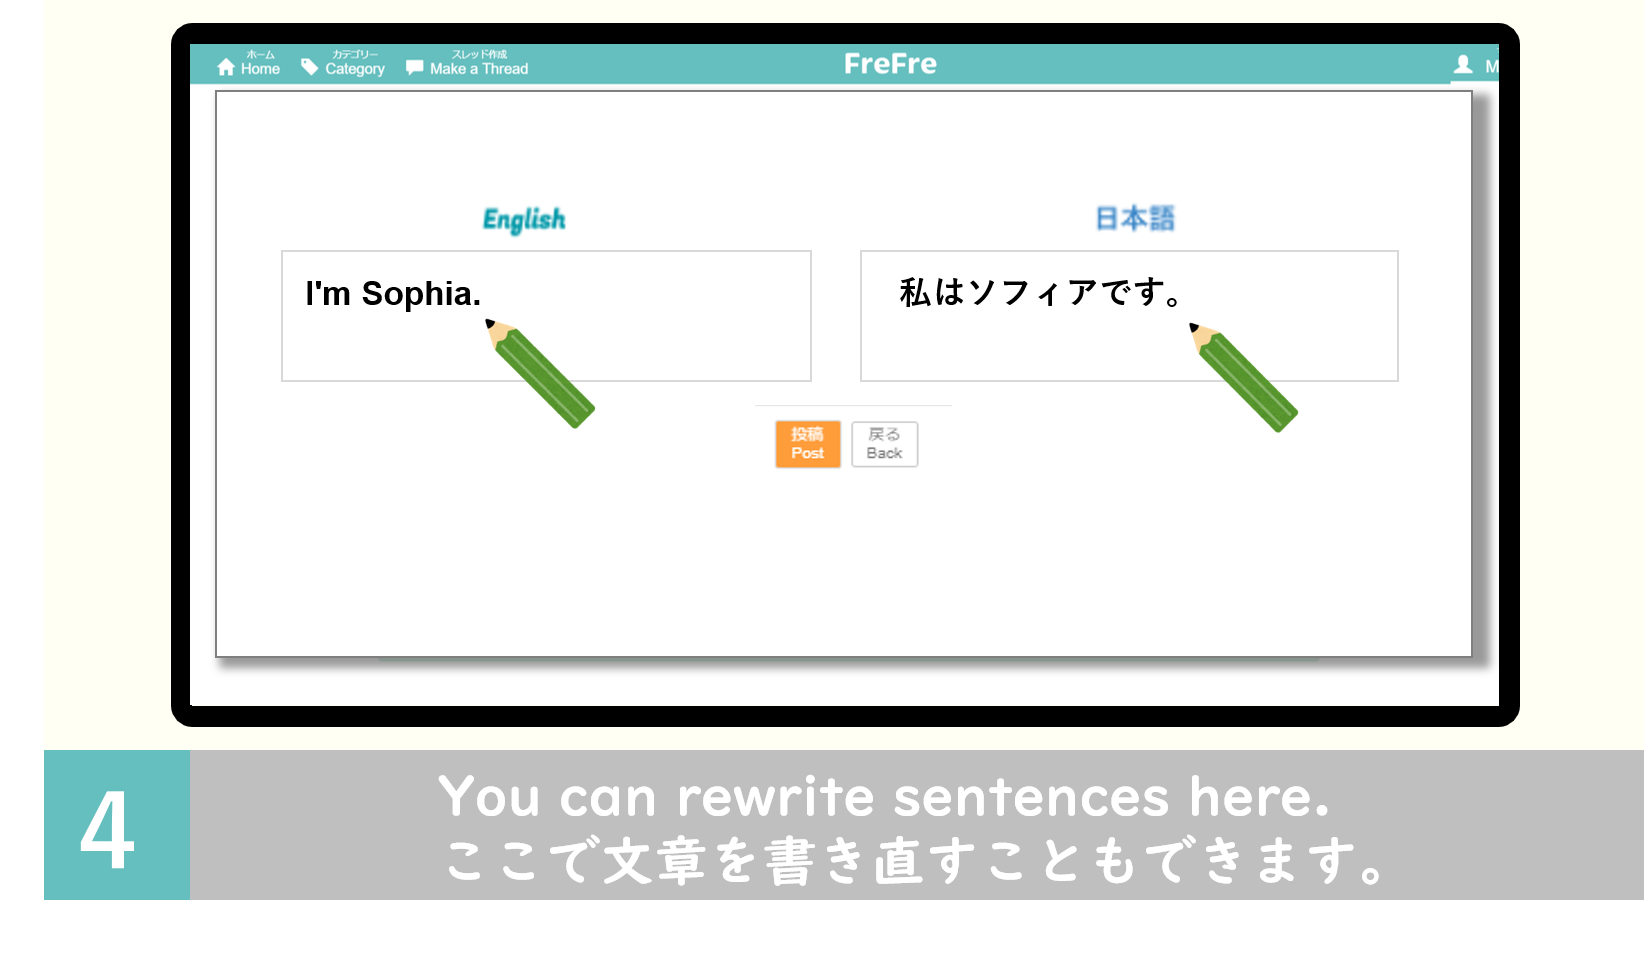 ホーム
Home
カテゴリー
Category
スレッド作成
Make a Thread
FreFre
English
日本語
I'm Sophia.
私はソフィアです。
投稿
Post
戻る
Back
4
You can rewrite sentences here.
ここで文章を書き直すこともできます。